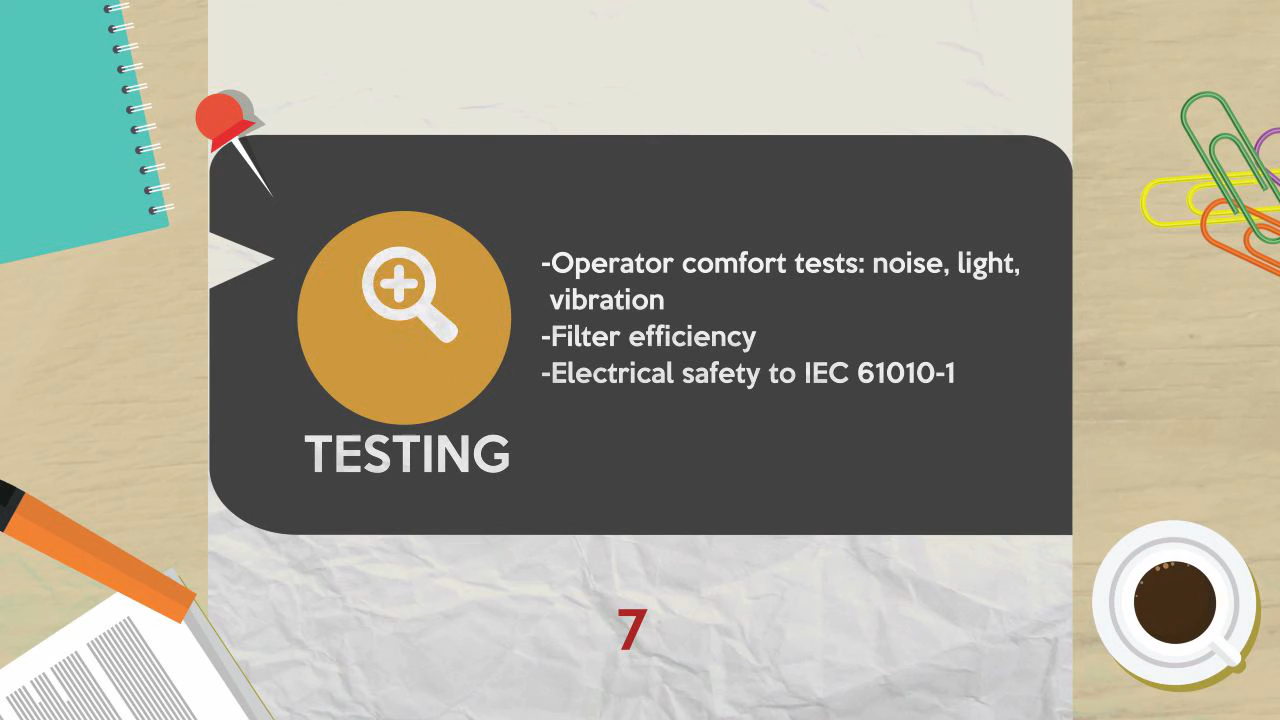 -Operator comfort tests: noise, light,
vibration
-Filter efficiency
-Electrical safety to IEC 61010-1
TESTING
7